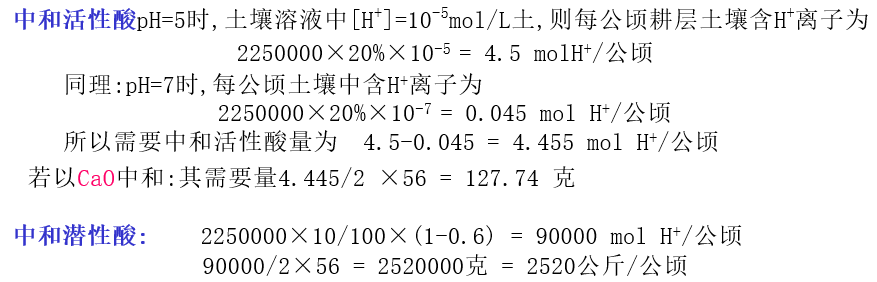 中和活性酸pH=5时,土壤溶液中[H⁺]=10⁻⁵mol/L土,则每公顷耕层土壤含H⁺离子为
2250000×20%×10⁻⁵ = 4.5 molH⁺/公顷
同理:pH=7时,每公顷土壤中含H⁺离子为
2250000×20%×10⁻⁷ = 0.045 mol H⁺/公顷
所以需要中和活性酸量为 4.5-0.045 = 4.455 mol H⁺/公顷
若以CaO中和:其需要量4.445/2 ×56 = 127.74 克
中和潜性酸: 2250000×10/100×(1-0.6) = 90000 mol H⁺/公顷
90000/2×56 = 2520000克 = 2520公斤/公顷